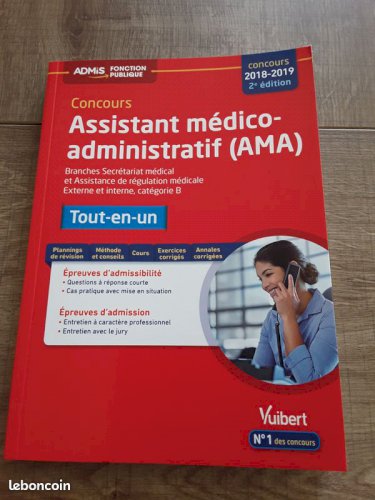 ADMIS FONCTION
PUBLIQUE
concours
2018-2019
2e édition
Concours
Assistant médico-
administratif (AMA)
Branches Secrétariat médical
et Assistance de régulation médicale
Externe et interne, catégorie B
Tout-en-un
Plannings
de révision
Méthode
et conseils
Cours
Exercices
corrigés
Annales
corrigées
Épreuves d'admissibilité
• Questions à réponse courte
• Cas pratique avec mise en situation
Épreuves d'admission
• Entretien à caractère professionnel
• Entretien avec le jury
Vuibert
N°1 des concours
leboncoin